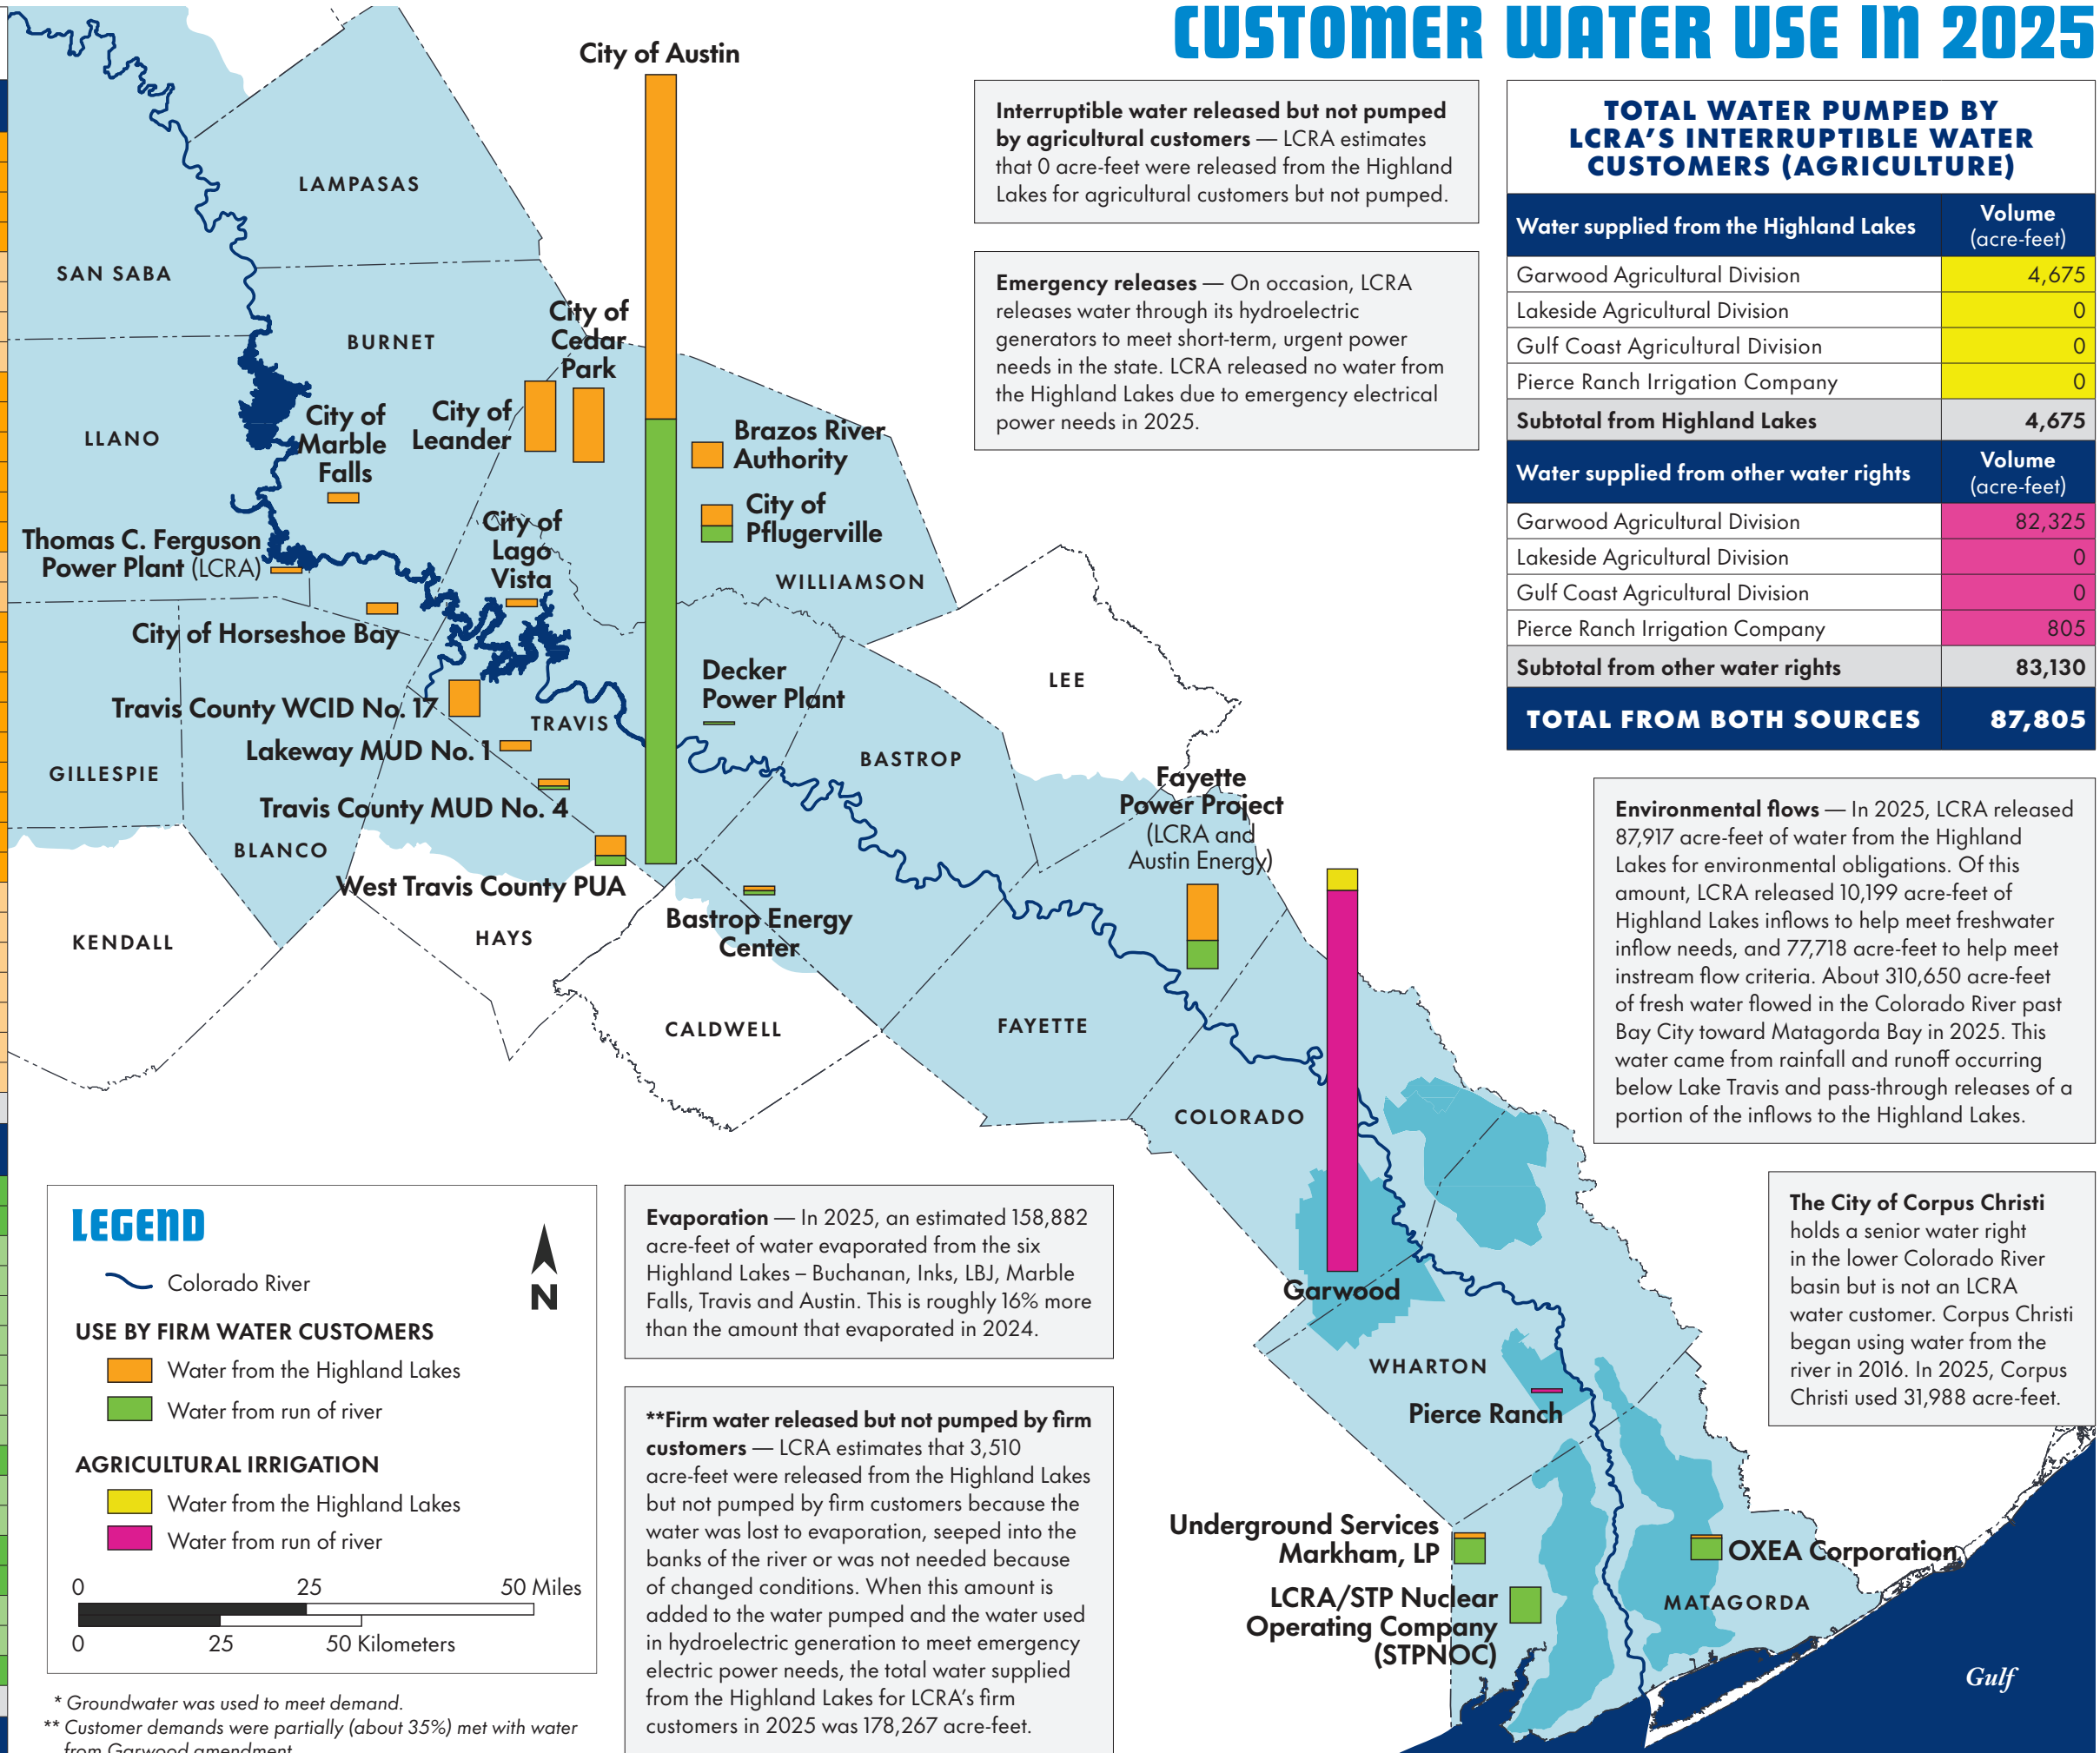 CUSTOMER WATER USE IN 2025
City of Austin
Interruptible water released but not pumped
by agricultural customers — LCRA estimates
that 0 acre-feet were released from the Highland
Lakes for agricultural customers but not pumped.
Emergency releases — On occasion, LCRA
releases water through its hydroelectric
generators to meet short-term, urgent power
needs in the state. LCRA released no water from
the Highland Lakes due to emergency electrical
power needs in 2025.
TOTAL WATER PUMPED BY
LCRA'S INTERRUPTIBLE WATER
CUSTOMERS (AGRICULTURE)
Water supplied from the Highland Lakes Volume
(acre-feet)
Garwood Agricultural Division 4,675
Lakeside Agricultural Division 0
Gulf Coast Agricultural Division 0
Pierce Ranch Irrigation Company 0
Subtotal from Highland Lakes 4,675
Water supplied from other water rights Volume
(acre-feet)
Garwood Agricultural Division 82,325
Lakeside Agricultural Division 0
Gulf Coast Agricultural Division 0
Pierce Ranch Irrigation Company 805
Subtotal from other water rights 83,130
TOTAL FROM BOTH SOURCES 87,805
LAMPASAS
SAN SABA
BURNET
LLANO
City of
Cedar
Park
City of
Leander
City of
Marble
Falls
Brazos River
Authority
City of
Pflugerville
City of
Lago
Vista
Thomas C. Ferguson
Power Plant (LCRA)
WILLIAMSON
City of Horseshoe Bay
Decker
Power Plant
LEE
Travis County WCID No. 17
TRAVIS
Lakeway MUD No. 1
GILLESPIE
BASTROP
Travis County MUD No. 4
BLANCO
West Travis County PUA
Fayette
Power Project
(LCRA and
Austin Energy)
Bastrop Energy
Center
KENDALL
HAYS
CALDWELL
FAYETTE
COLORADO
Environmental flows — In 2025, LCRA released
87,917 acre-feet of water from the Highland
Lakes for environmental obligations. Of this
amount, LCRA released 10,199 acre-feet of
Highland Lakes inflows to help meet freshwater
inflow needs, and 77,718 acre-feet to help meet
instream flow criteria. About 310,650 acre-feet
of fresh water flowed in the Colorado River past
Bay City toward Matagorda Bay in 2025. This
water came from rainfall and runoff occurring
below Lake Travis and pass-through releases of a
portion of the inflows to the Highland Lakes.
The City of Corpus Christi
holds a senior water right
in the lower Colorado River
basin but is not an LCRA
water customer. Corpus Christi
began using water from the
river in 2016. In 2025, Corpus
Christi used 31,988 acre-feet.
Garwood
WHARTON
Pierce Ranch
Underground Services
Markham, LP
OXEA Corporation
LCRA/STP Nuclear
Operating Company
(STPNOC)
MATAGORDA
Gulf
LEGEND
N
Colorado River
USE BY FIRM WATER CUSTOMERS
Water from the Highland Lakes
Water from run of river
AGRICULTURAL IRRIGATION
Water from the Highland Lakes
Water from run of river
0 25 50 Miles
0 25 50 Kilometers
Evaporation — In 2025, an estimated 158,882
acre-feet of water evaporated from the six
Highland Lakes – Buchanan, Inks, LBJ, Marble
Falls, Travis and Austin. This is roughly 16% more
than the amount that evaporated in 2024.
**Firm water released but not pumped by firm
customers — LCRA estimates that 3,510
acre-feet were released from the Highland Lakes
but not pumped by firm customers because the
water was lost to evaporation, seeped into the
banks of the river or was not needed because
of changed conditions. When this amount is
added to the water pumped and the water used
in hydroelectric generation to meet emergency
electric power needs, the total water supplied
from the Highland Lakes for LCRA's firm
customers in 2025 was 178,267 acre-feet.
* Groundwater was used to meet demand.
** Customer demands were partially (about 35%) met with water
from Garwood amendment